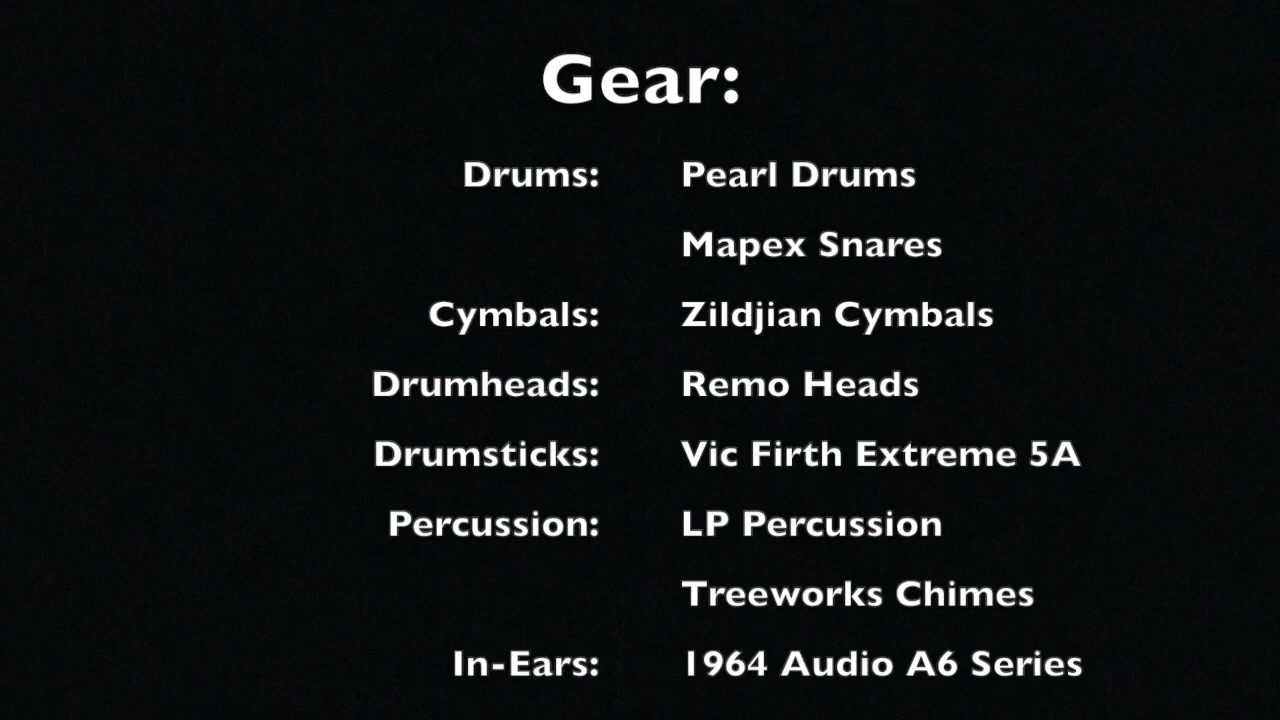 Gear:
Drums: Pearl Drums
Mapex Snares
Cymbals: Zildjian Cymbals
Drumheads: Remo Heads
Drumsticks: Vic Firth Extreme 5A
Percussion: LP Percussion
Treeworks Chimes
In-Ears: 1964 Audio A6 Series